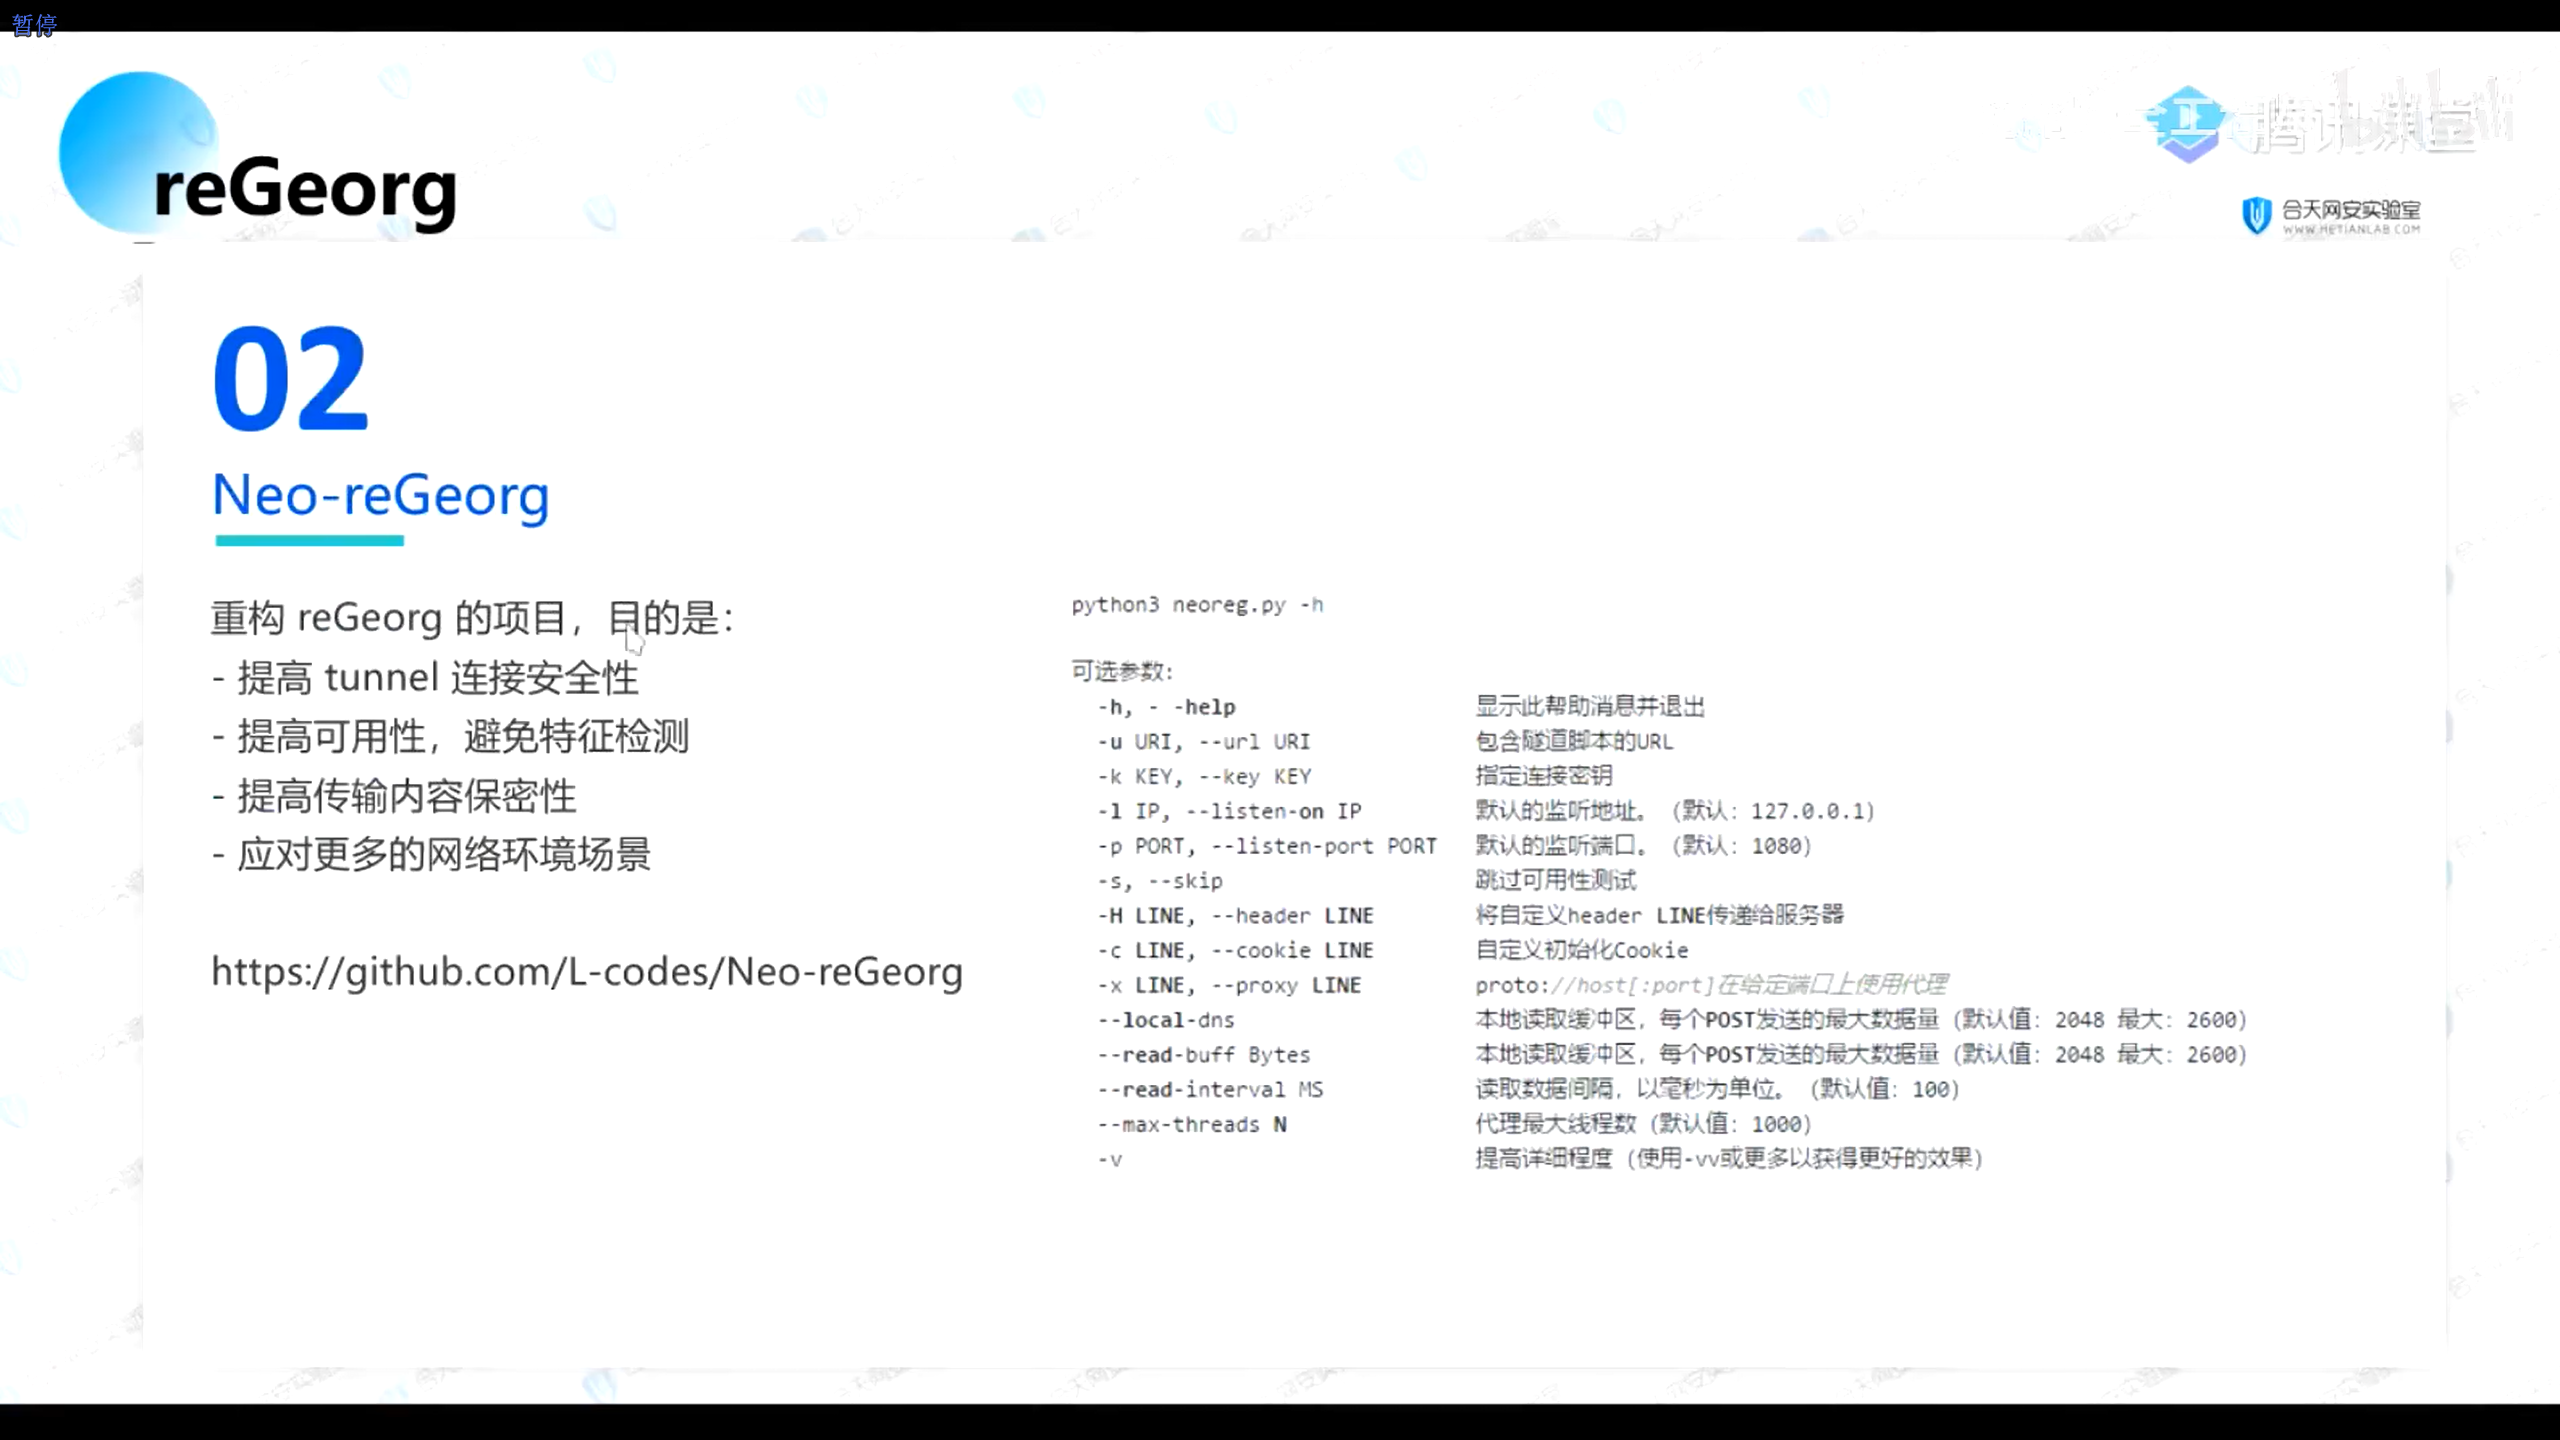 暂停
reGeorg
合天网安实验室
WWW.HETIANLAB.COM
02
Neo-reGeorg
重构 reGeorg 的项目，目的是：
- 提高 tunnel 连接安全性
- 提高可用性，避免特征检测
- 提高传输内容保密性
- 应对更多的网络环境场景
https://github.com/L-codes/Neo-reGeorg
python3 neoreg.py -h
可选参数:
-h, - -help 显示此帮助消息并退出
-u URI, --url URI 包含隧道脚本的URL
-k KEY, --key KEY 指定连接密钥
-l IP, --listen-on IP 默认的监听地址。（默认：127.0.0.1）
-p PORT, --listen-port PORT 默认的监听端口。（默认：1080）
-s, --skip 跳过可用性测试
-H LINE, --header LINE 将自定义header LINE传递给服务器
-c LINE, --cookie LINE 自定义初始化Cookie
-x LINE, --proxy LINE proto://host[:port]在给定端口上使用代理
--local-dns 本地读取缓冲区，每个POST发送的最大数据量（默认值：2048 最大：2600）
--read-buff Bytes 本地读取缓冲区，每个POST发送的最大数据量（默认值：2048 最大：2600）
--read-interval MS 读取数据间隔，以毫秒为单位。（默认值：100）
--max-threads N 代理最大线程数（默认值：1000）
-v 提高详细程度（使用-vv或更多以获得更好的效果）